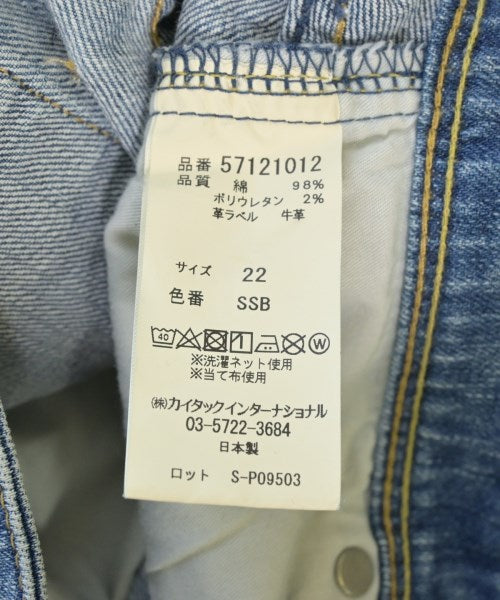 品番 57121012
品質 綿 98%
ポリウレタン 2%
革ラベル 牛革
サイズ 22
色番 SSB
40 W
※洗濯ネット使用
※当て布使用
㈱カイタックインターナショナル
03-5722-3684
日本製
ロット S-P09503